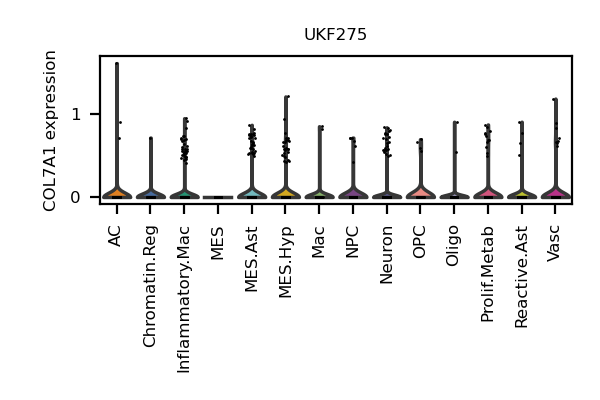 UKF275
COL7A1 expression
1
0
AC
Chromatin.Reg
Inflammatory.Mac
MES
MES.Ast
MES.Hyp
Mac
NPC
Neuron
OPC
Oligo
Prolif.Metab
Reactive.Ast
Vasc